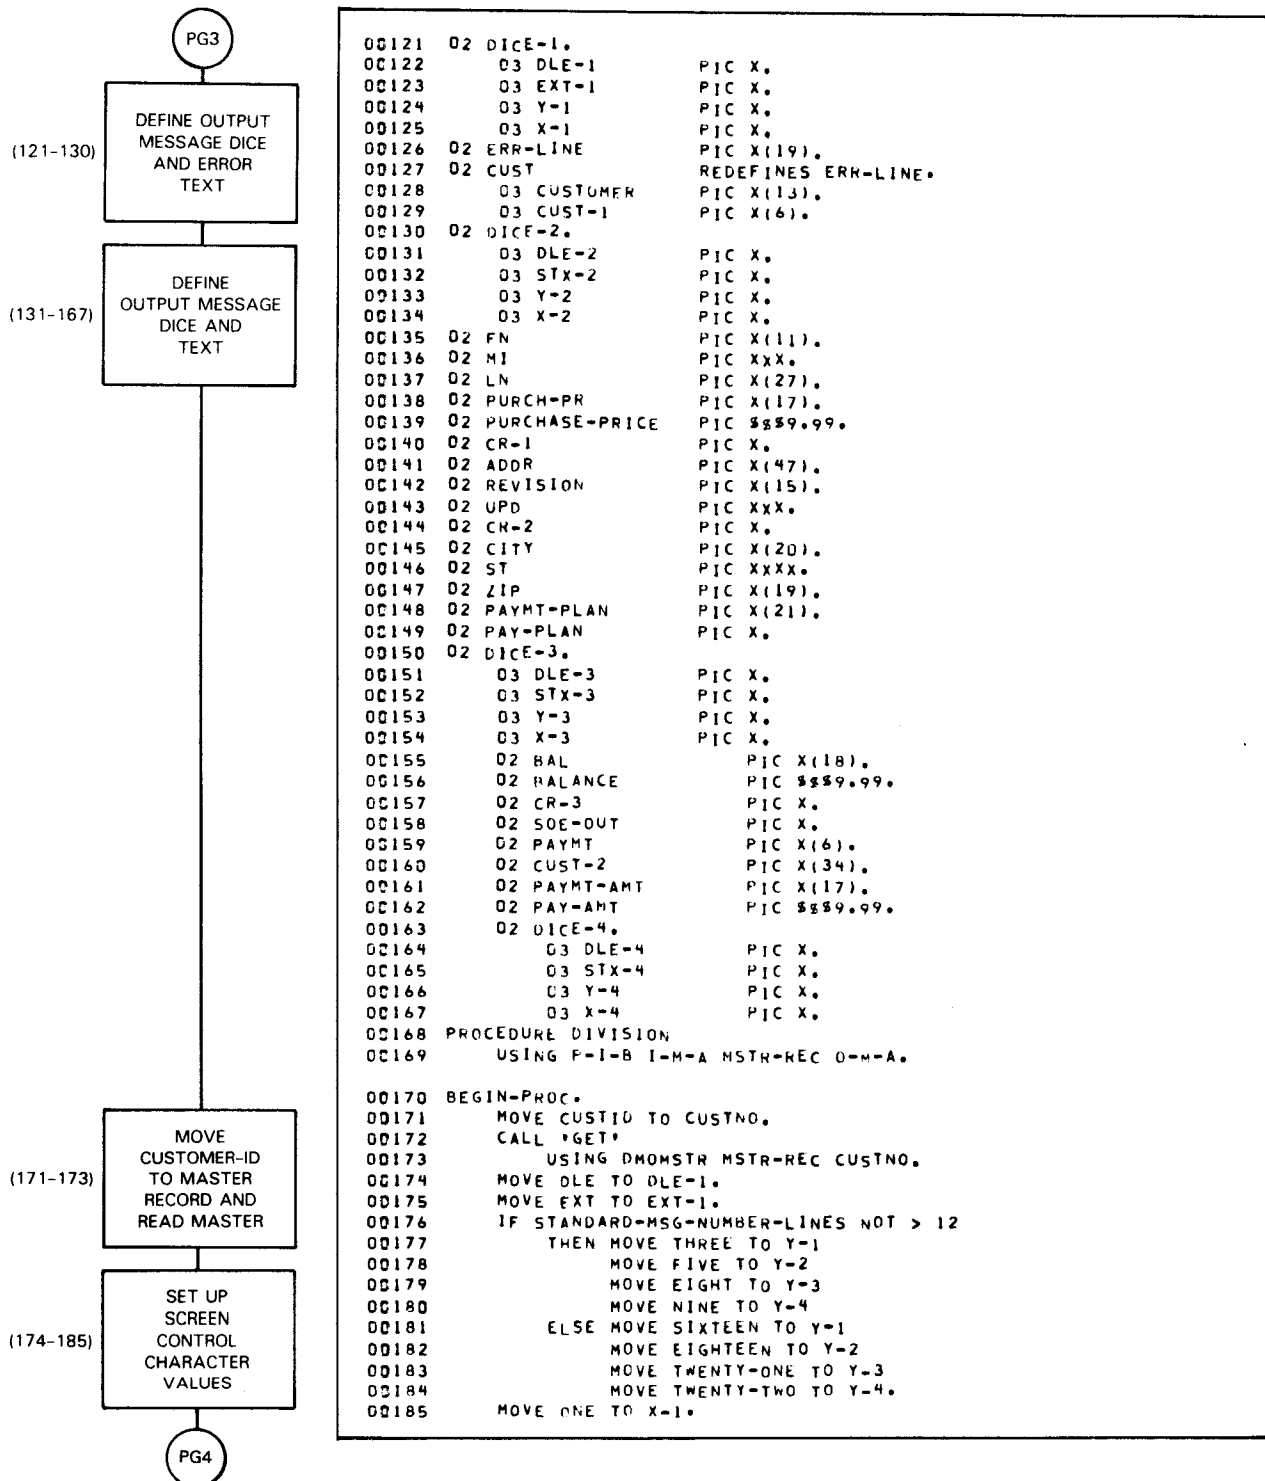 PG3
(121-130)
DEFINE OUTPUT
MESSAGE DICE
AND ERROR
TEXT
(131-167)
DEFINE
OUTPUT MESSAGE
DICE AND
TEXT
(171-173)
MOVE
CUSTOMER-ID
TO MASTER
RECORD AND
READ MASTER
(174-185)
SET UP
SCREEN
CONTROL
CHARACTER
VALUES
PG4
00121 02 DICE-1.
00122 03 DLE-1 PIC X.
00123 03 EXT-1 PIC X.
00124 03 Y-1 PIC X.
00125 03 X-1 PIC X.
00126 02 ERR-LINE PIC X(19).
00127 02 CUST REDEFINES ERR-LINE.
00128 03 CUSTOMER PIC X(13).
00129 03 CUST-1 PIC X(6).
00130 02 DICE-2.
00131 03 DLE-2 PIC X.
00132 03 STX-2 PIC X.
00133 03 Y-2 PIC X.
00134 03 X-2 PIC X.
00135 02 FN PIC X(11).
00136 02 MI PIC XXX.
00137 02 LN PIC X(27).
00138 02 PURCH-PR PIC X(17).
00139 02 PURCHASE-PRICE PIC $$$9.99.
00140 02 CR-1 PIC X.
00141 02 ADDR PIC X(47).
00142 02 REVISION PIC X(15).
00143 02 UPD PIC XXX.
00144 02 CR-2 PIC X.
00145 02 CITY PIC X(20).
00146 02 ST PIC XXXX.
00147 02 ZIP PIC X(19).
00148 02 PAYMT-PLAN PIC X(21).
00149 02 PAY-PLAN PIC X.
00150 02 DICE-3.
00151 03 DLE-3 PIC X.
00152 03 STX-3 PIC X.
00153 03 Y-3 PIC X.
00154 03 X-3 PIC X.
00155 02 BAL PIC X(18).
00156 02 BALANCE PIC $$$9.99.
00157 02 CR-3 PIC X.
00158 02 SOE-OUT PIC X.
00159 02 PAYMT PIC X(6).
00160 02 CUST-2 PIC X(34).
00161 02 PAYMT-AMT PIC X(17).
00162 02 PAY-AMT PIC $$$9.99.
00163 02 DICE-4.
00164 03 DLE-4 PIC X.
00165 03 STX-4 PIC X.
00166 03 Y-4 PIC X.
00167 03 X-4 PIC X.
00168 PROCEDURE DIVISION
00169 USING P-I-B I-M-A MSTR-REC O-M-A.
00170 BEGIN-PROC.
00171 MOVE CUSTID TO CUSTNO.
00172 CALL 'GET'
00173 USING DMOMSTR MSTR-REC CUSTNO.
00174 MOVE DLE TO DLE-1.
00175 MOVE EXT TO EXT-1.
00176 IF STANDARD-MSG-NUMBER-LINES NOT > 12
00177 THEN MOVE THREE TO Y-1
00178 MOVE FIVE TO Y-2
00179 MOVE EIGHT TO Y-3
00180 MOVE NINE TO Y-4
00181 ELSE MOVE SIXTEEN TO Y-1
00182 MOVE EIGHTEEN TO Y-2
00183 MOVE TWENTY-ONE TO Y-3
00184 MOVE TWENTY-TWO TO Y-4.
00185 MOVE ONE TO X-1.